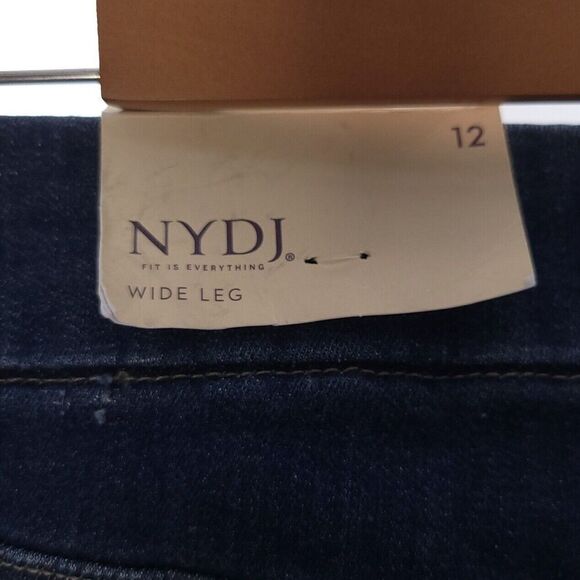 12
NYDJ®
FIT IS EVERYTHING
WIDE LEG